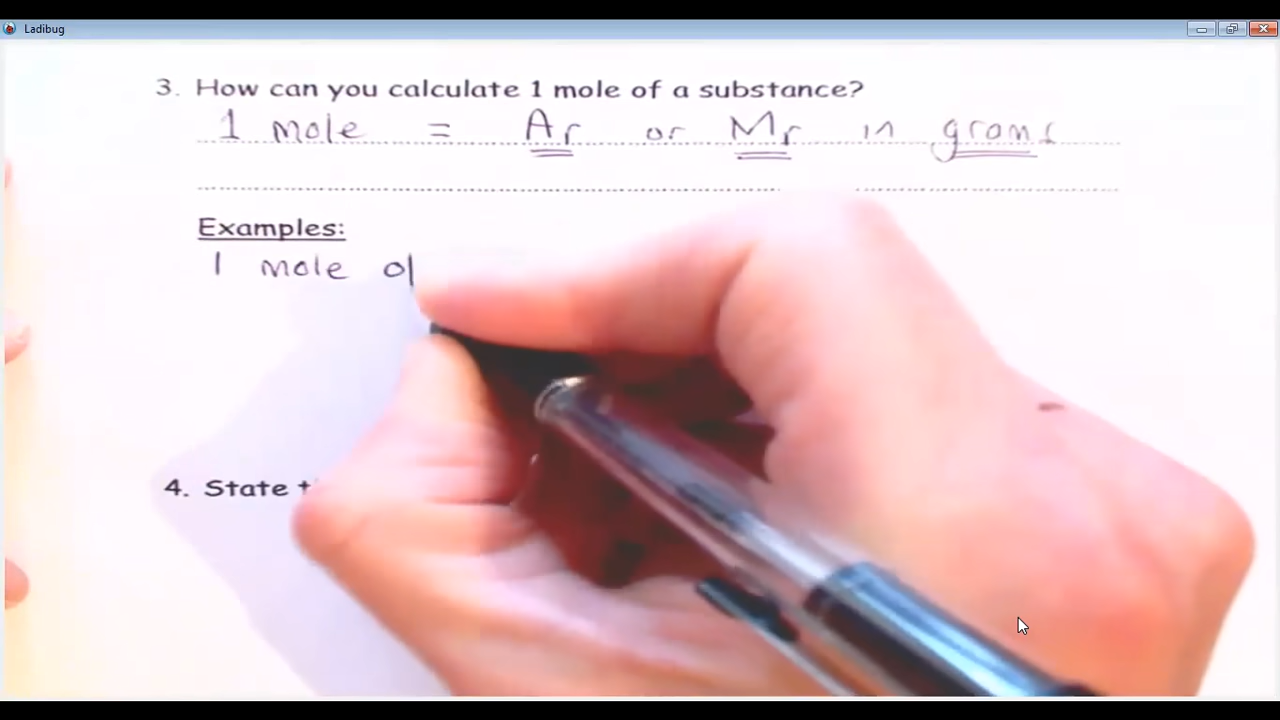 Ladibug
3. How can you calculate 1 mole of a substance?
1 mole = Ar or Mr in grams
Examples:
1 mole of
4. State